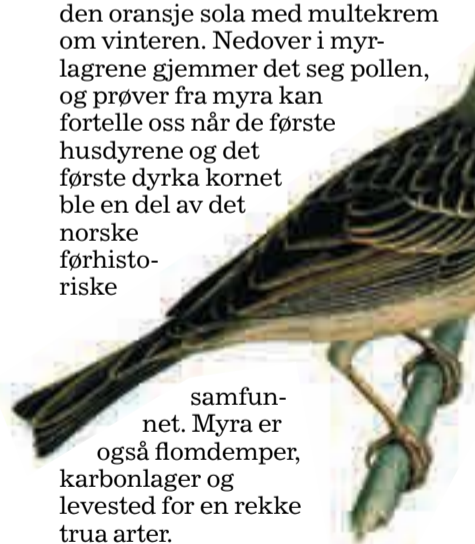 den oransje sola med multekrem
om vinteren. Nedover i myr-
lagrene gjemmer det seg pollen,
og prøver fra myra kan
fortelle oss når de første
husdyrene og det
første dyrka kornet
ble en del av det
norske
førhisto-
riske
samfun-
net. Myra er
også flomdemper,
karbonlager og
levested for en rekke
trua arter.